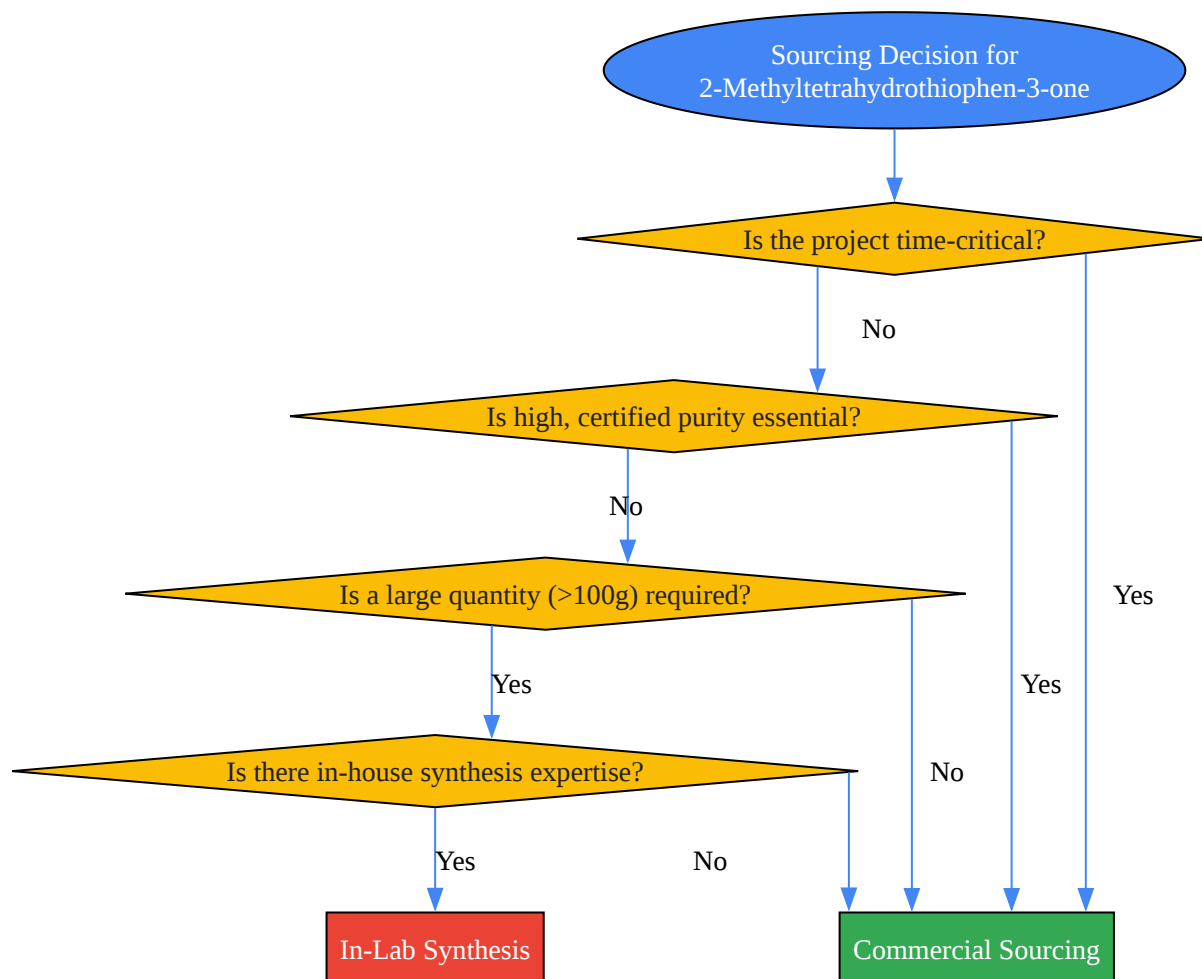 Sourcing Decision for
2-Methyltetrahydrothiophen-3-one
Is the project time-critical?
No
Is high, certified purity essential?
No
Is a large quantity (>100g) required?
Yes
Yes
Yes
Is there in-house synthesis expertise?
No
Yes
No
In-Lab Synthesis
Commercial Sourcing